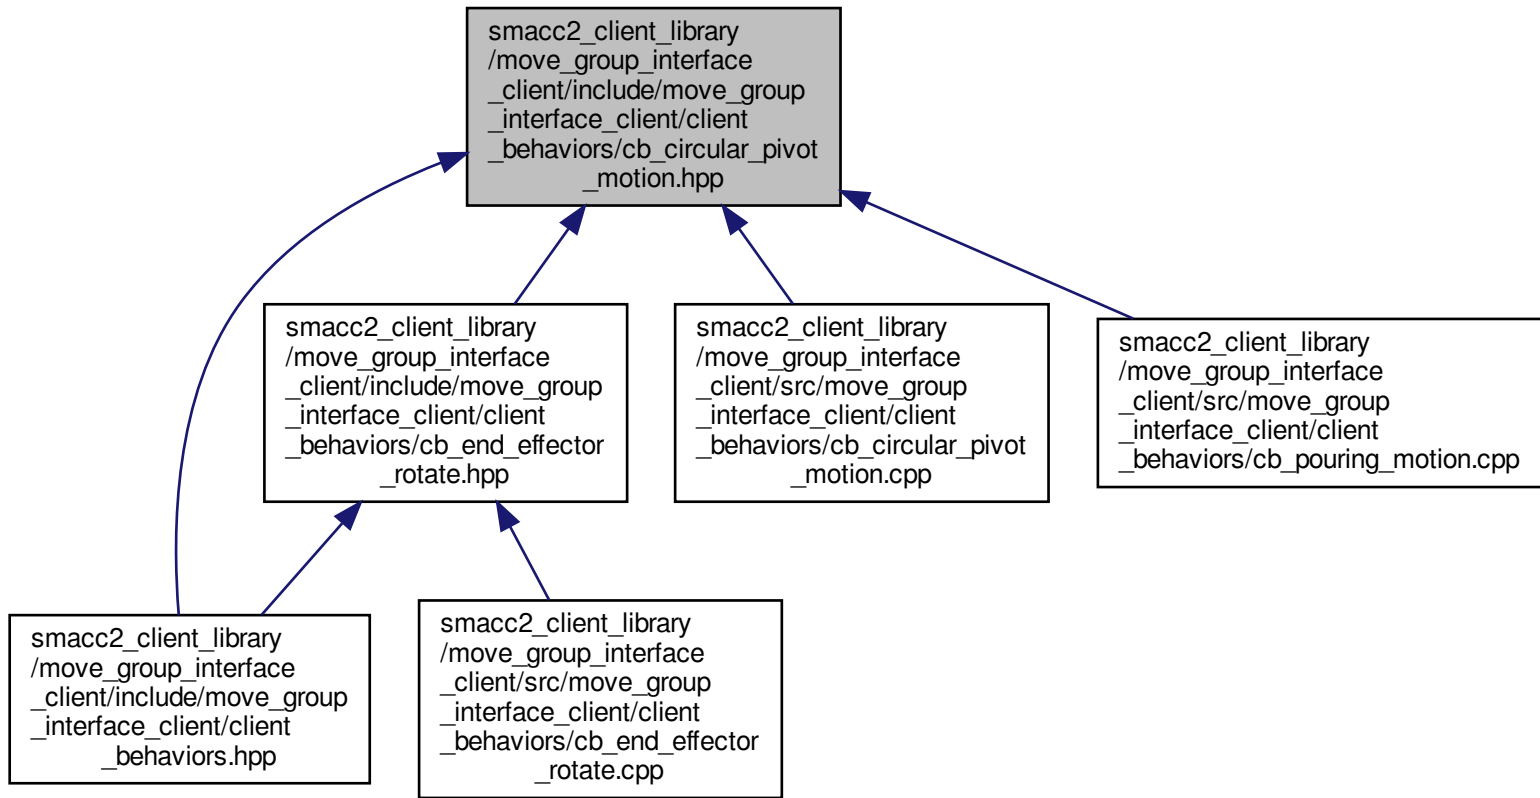 smacc2_client_library
/move_group_interface
_client/include/move_group
_interface_client/client
_behaviors/cb_circular_pivot
_motion.hpp
smacc2_client_library
/move_group_interface
_client/include/move_group
_interface_client/client
_behaviors/cb_end_effector
_rotate.hpp
smacc2_client_library
/move_group_interface
_client/src/move_group
_interface_client/client
_behaviors/cb_circular_pivot
_motion.cpp
smacc2_client_library
/move_group_interface
_client/src/move_group
_interface_client/client
_behaviors/cb_pouring_motion.cpp
smacc2_client_library
/move_group_interface
_client/include/move_group
_interface_client/client
_behaviors.hpp
smacc2_client_library
/move_group_interface
_client/src/move_group
_interface_client/client
_behaviors/cb_end_effector
_rotate.cpp